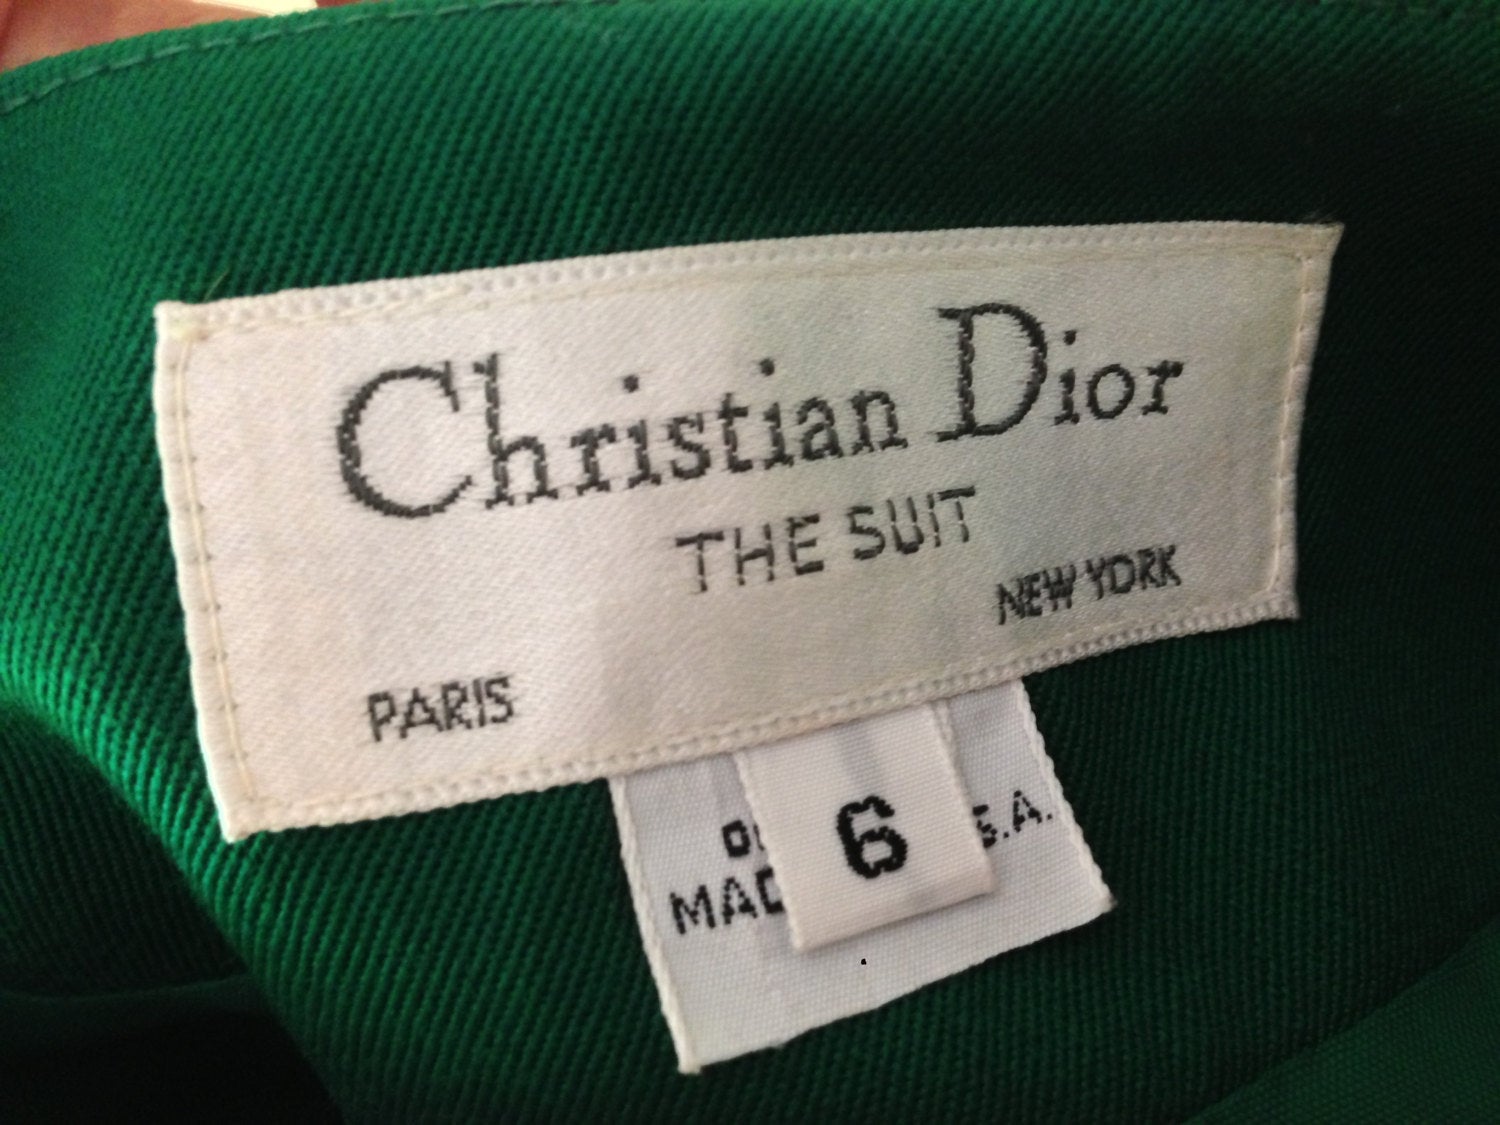 Christian Dior
THE SUIT
NEW YORK
PARIS
6
S.A.